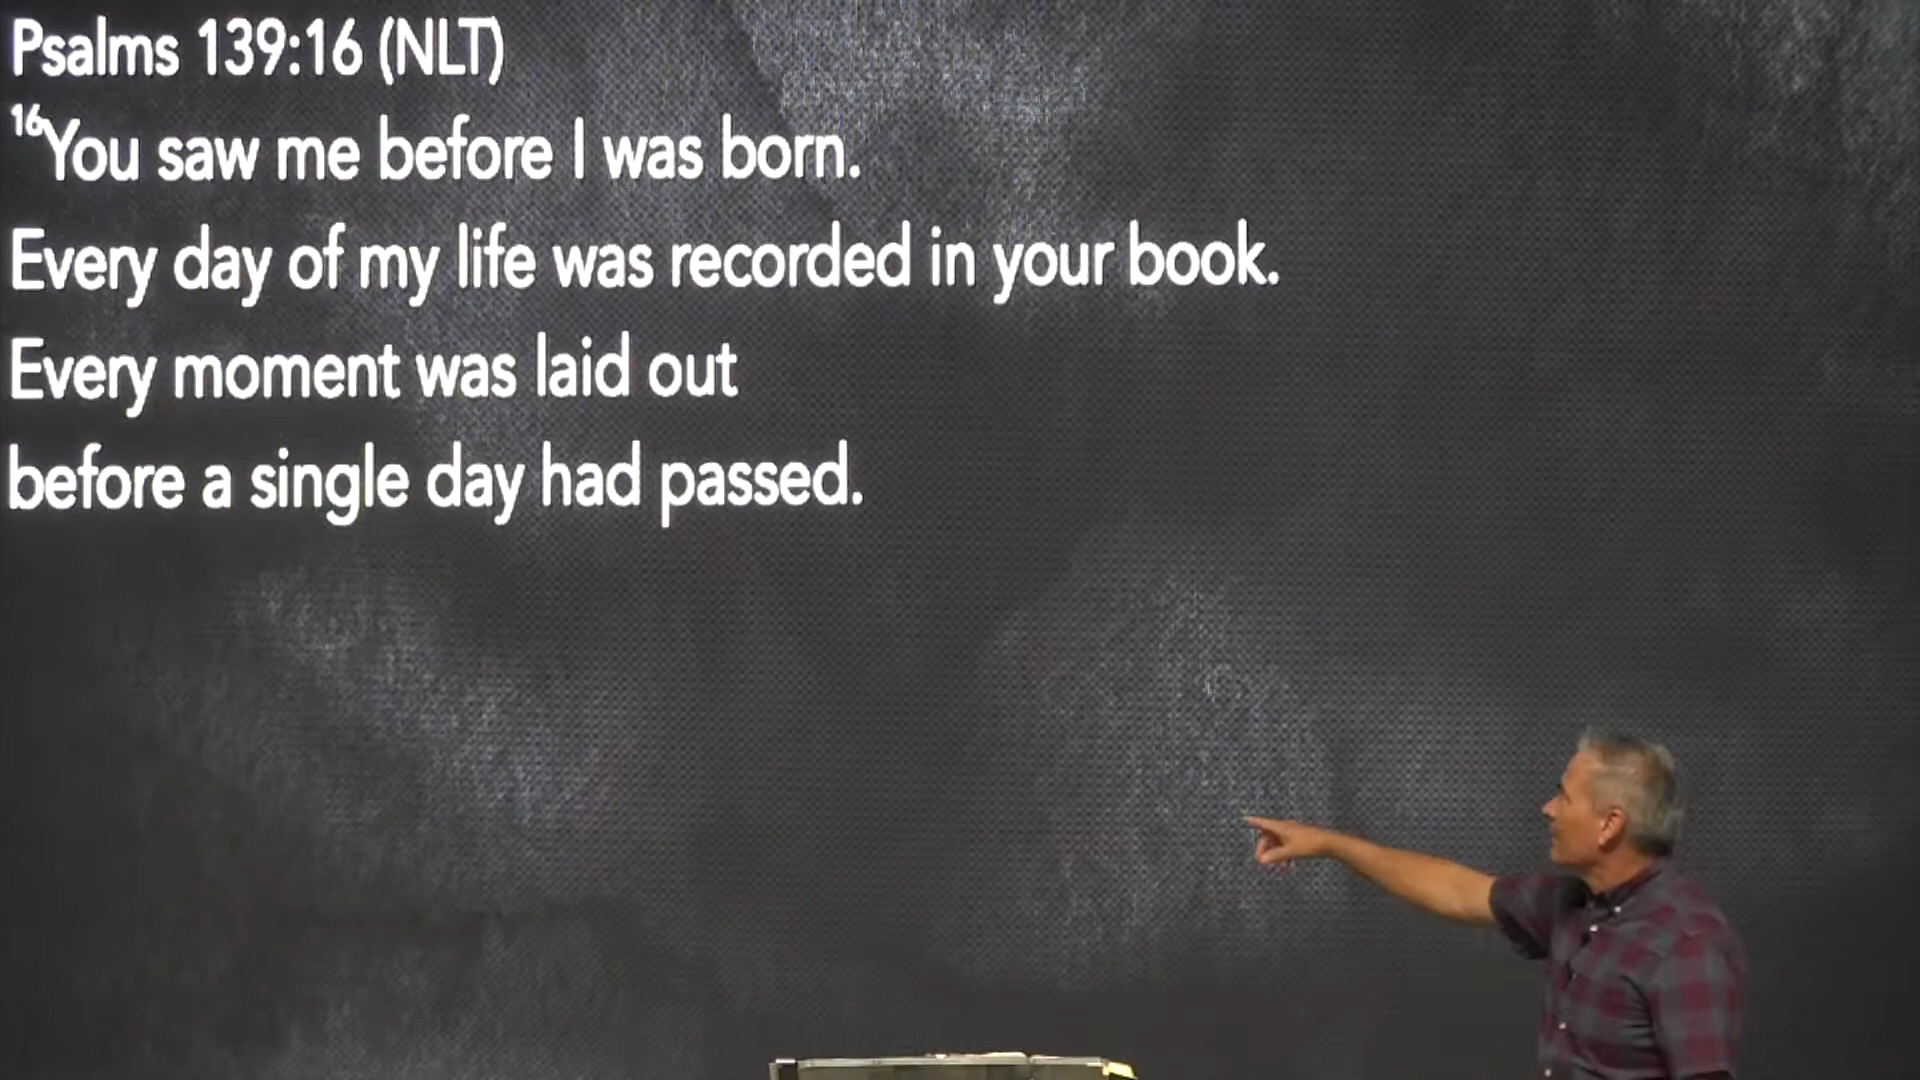 Psalms 139:16 (NLT)
16You saw me before I was born.
Every day of my life was recorded in your book.
Every moment was laid out
before a single day had passed.